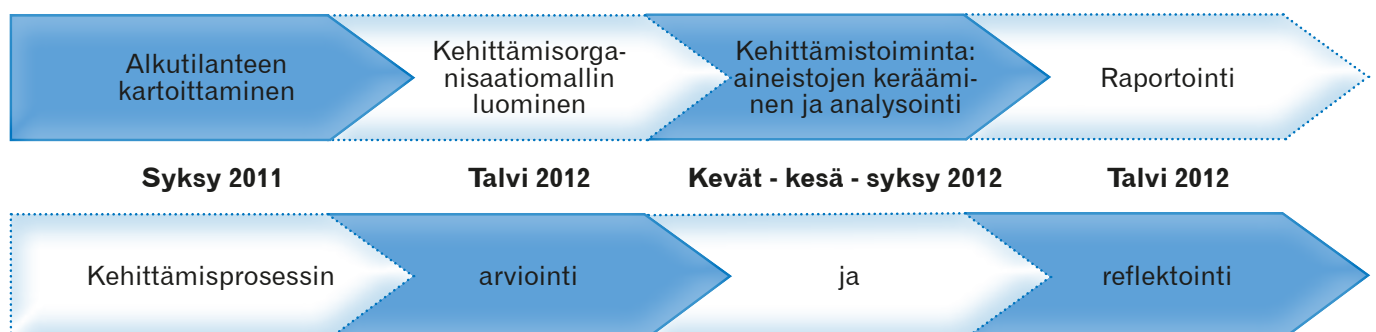 Alkutilanteen
kartoittaminen
Kehittämisorga-
nisaatiomallin
luominen
Kehittämistoiminta:
aineistojen keräämi-
nen ja analysointi
Raportointi
Syksy 2011
Talvi 2012
Kevät - kesä - syksy 2012
Talvi 2012
Kehittämisprosessin
arviointi
ja
reflektointi